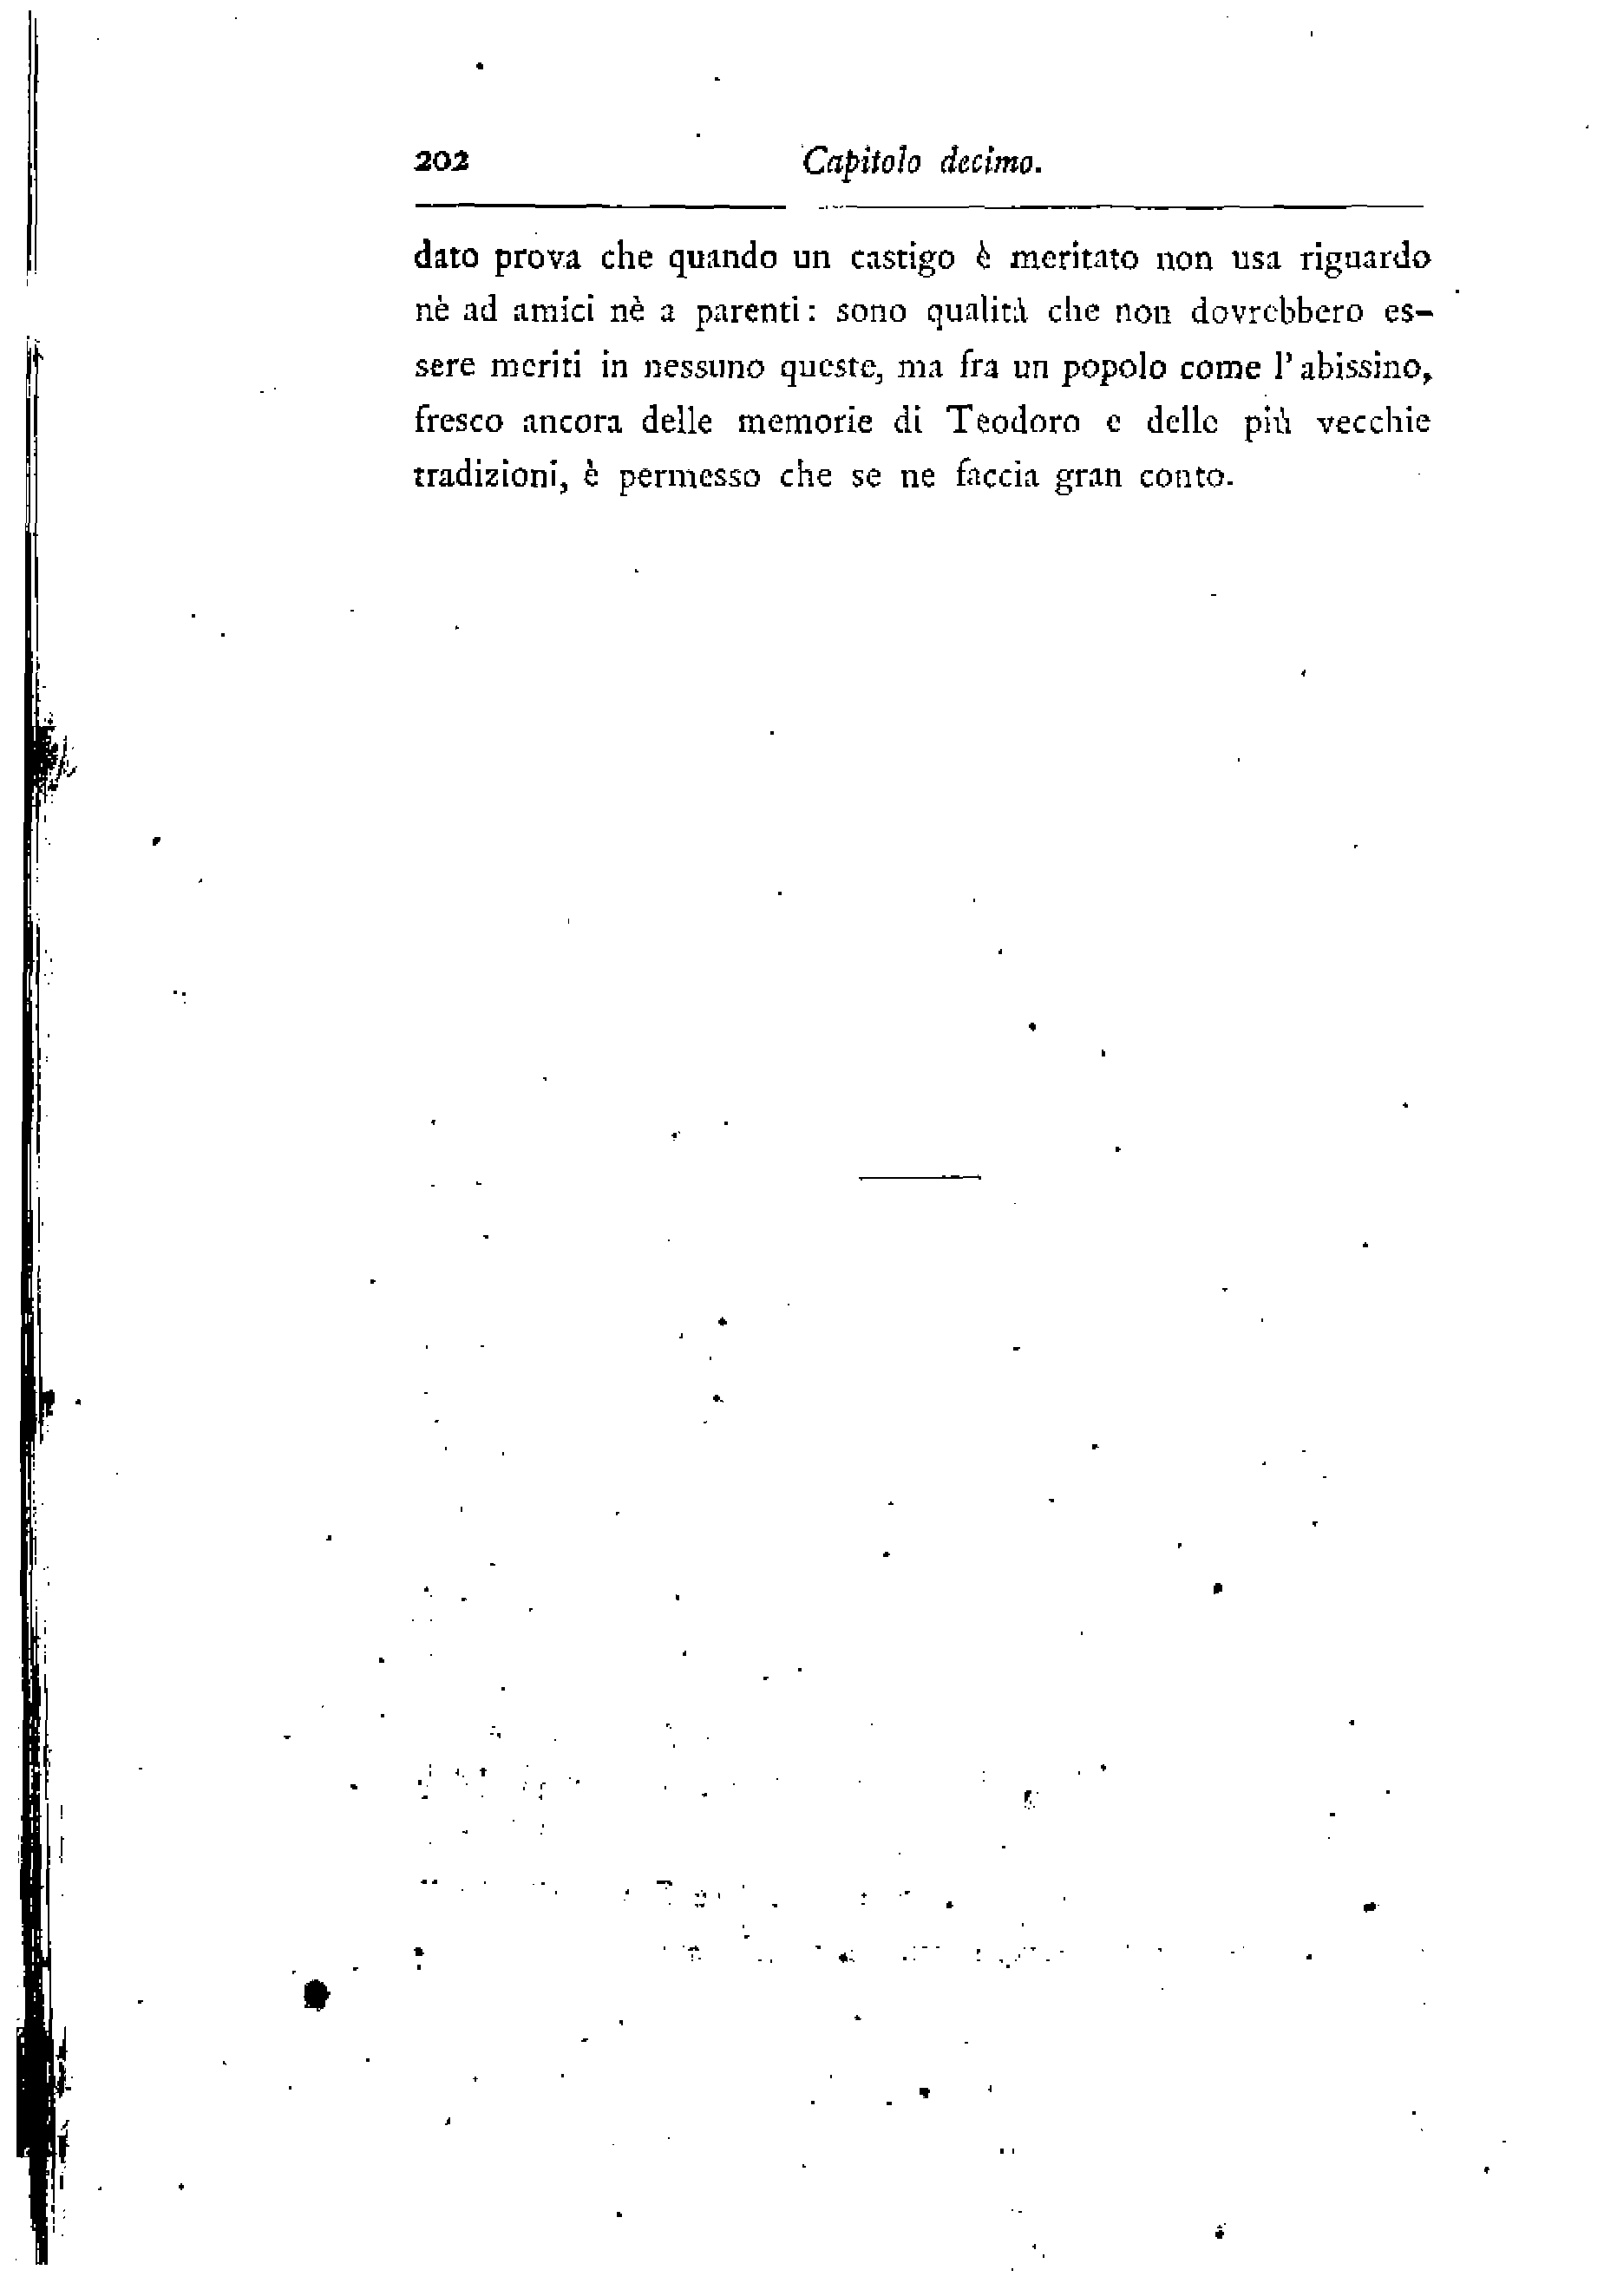 202 Capitolo decimo.
dato prova che quando un castigo è meritato non usa riguardo
nè ad amici nè a parenti: sono qualità che non dovrebbero es-
sere meriti in nessuno queste, ma fra un popolo come l' abissino,
fresco ancora delle memorie di Teodoro e delle più vecchie
tradizioni, è permesso che se ne faccia gran conto.